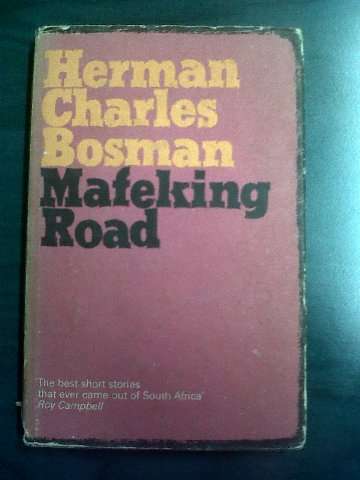 Herman
Charles
Bosman
Mafeking
Road
'The best short stories
that ever came out of South Africa'
Roy Campbell